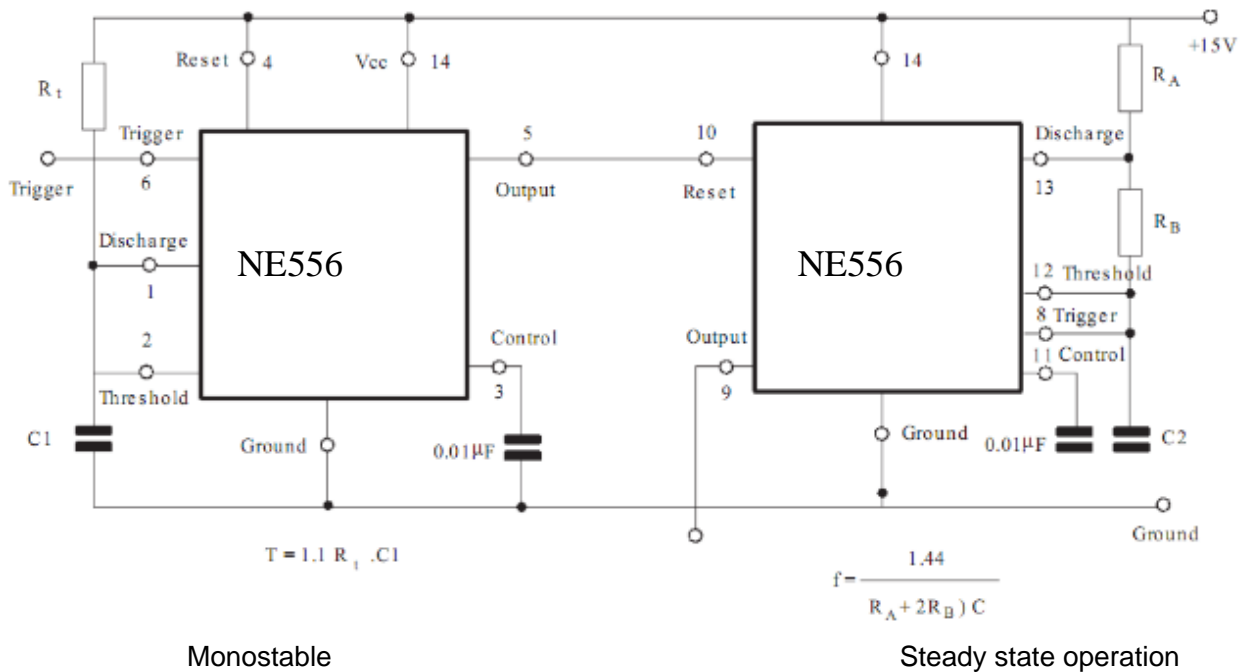 +15V
Reset
4
Vcc
14
14
R t
R A
Trigger
6
Trigger
5
Output
10
Reset
Discharge
13
R B
Discharge
1
NE556
NE556
12 Threshold
8 Trigger
11 Control
2
Threshold
Control
3
Output
9
C1
Ground
0.01µF
Ground
0.01µF
C2
Ground
T = 1.1 R t .C1
f= 1.44
R A + 2R B ) C
Monostable
Steady state operation